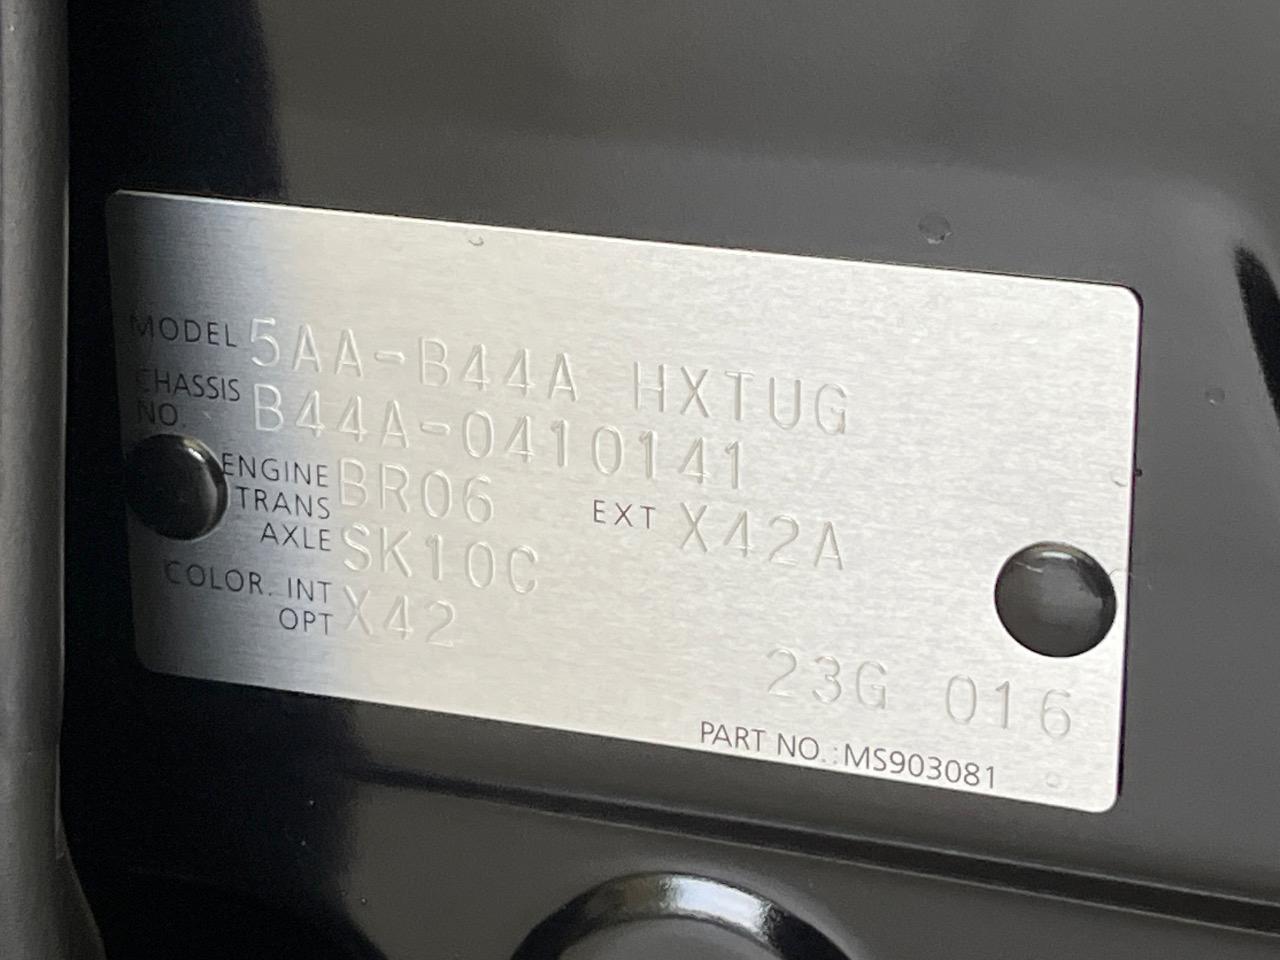 MODEL 5AA-B44A HXTUG
CHASSIS NO. B44A-0410141
ENGINE BR06 EXT X42A
TRANS AXLE SK10C
COLOR. INT OPT X42
23G 016
PART NO.:MS903081